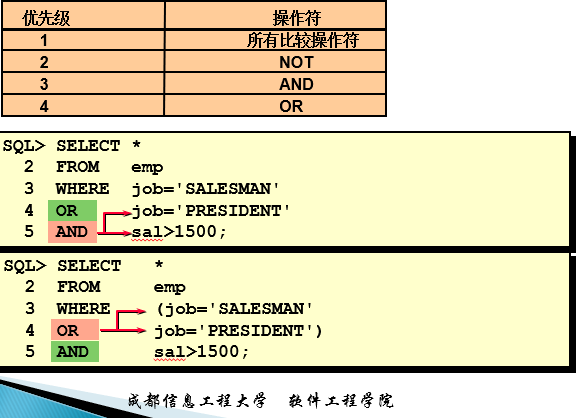 优先级 操作符
1 所有比较操作符
2 NOT
3 AND
4 OR
SQL> SELECT *
2 FROM emp
3 WHERE job='SALESMAN'
4 OR job='PRESIDENT'
5 AND sal>1500;
SQL> SELECT *
2 FROM emp
3 WHERE (job='SALESMAN'
4 OR job='PRESIDENT')
5 AND sal>1500;
成都信息工程大学 软件工程学院